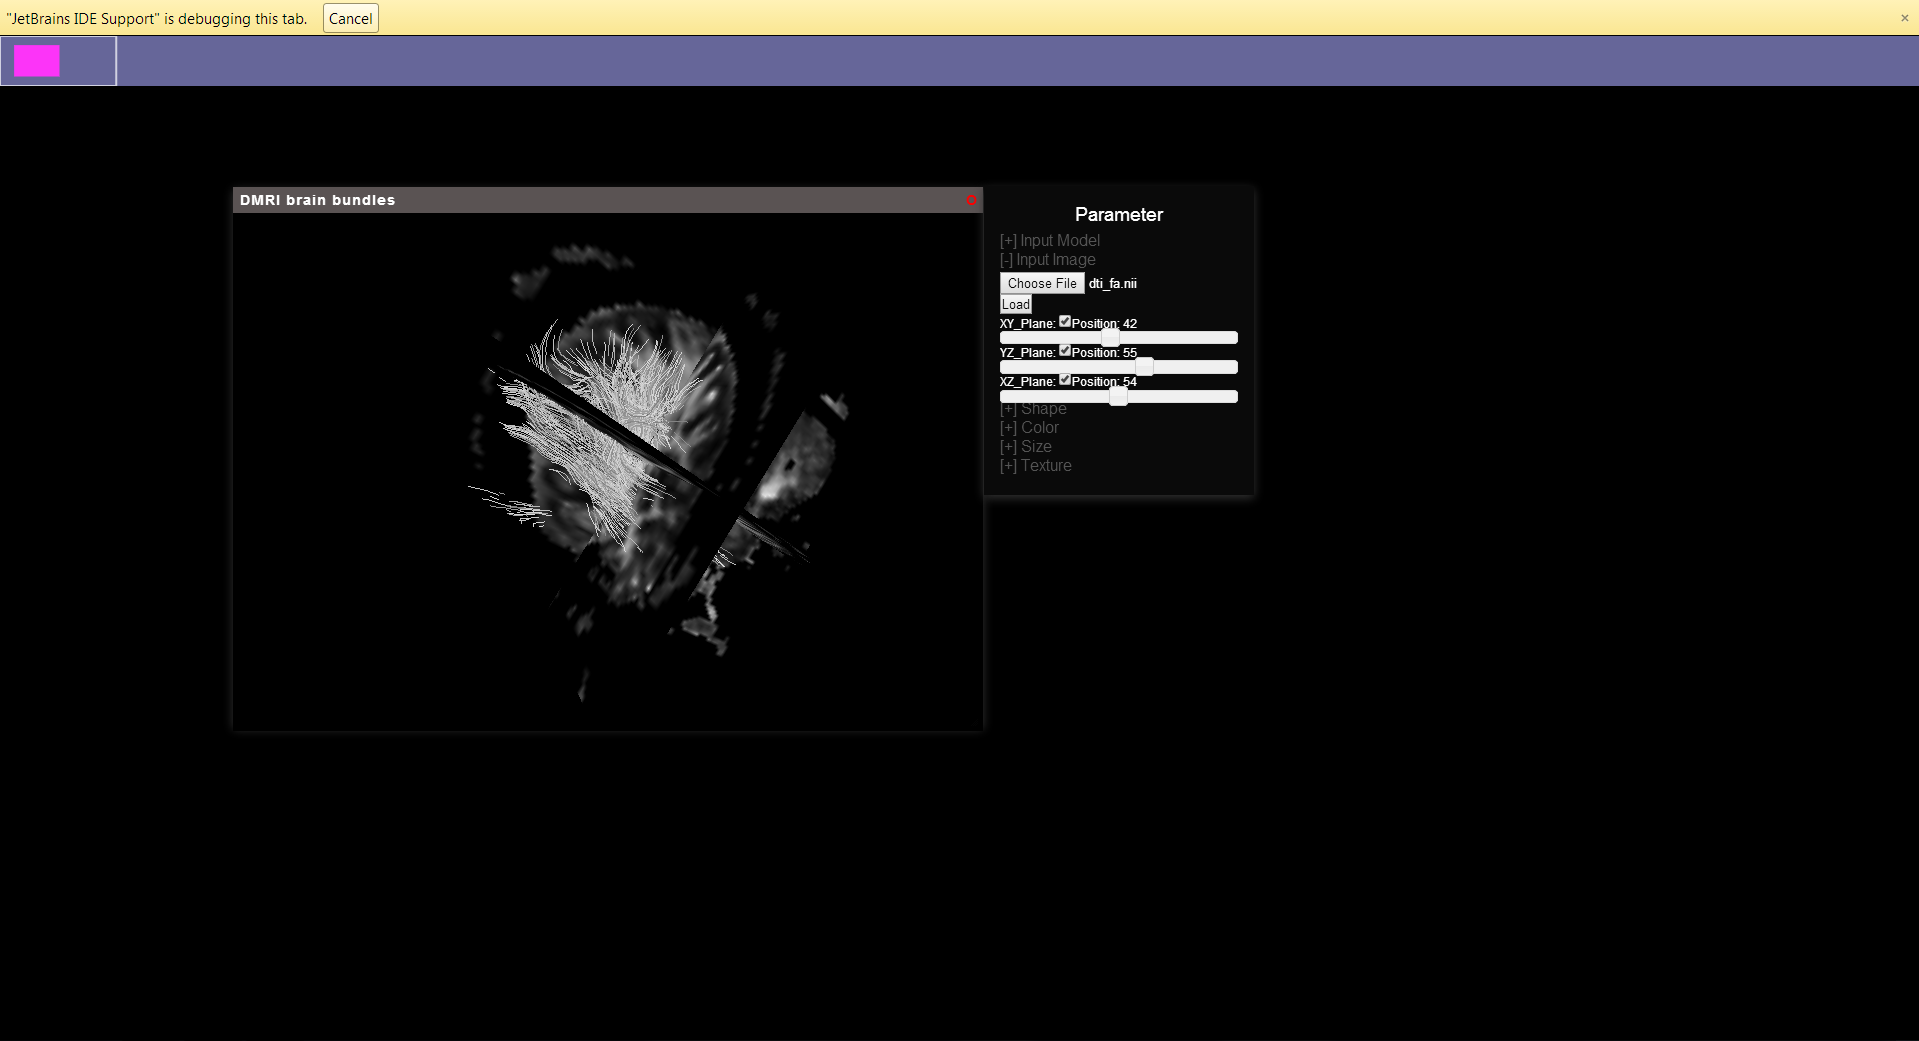 "JetBrains IDE Support" is debugging this tab. Cancel ×
DMRI brain bundles
Parameter
[+] Input Model
[-] Input Image
Choose File dti_fa.nii
Load
XY_Plane: Position: 42
YZ_Plane: Position: 55
XZ_Plane: Position: 54
[+] Shape
[+] Color
[+] Size
[+] Texture